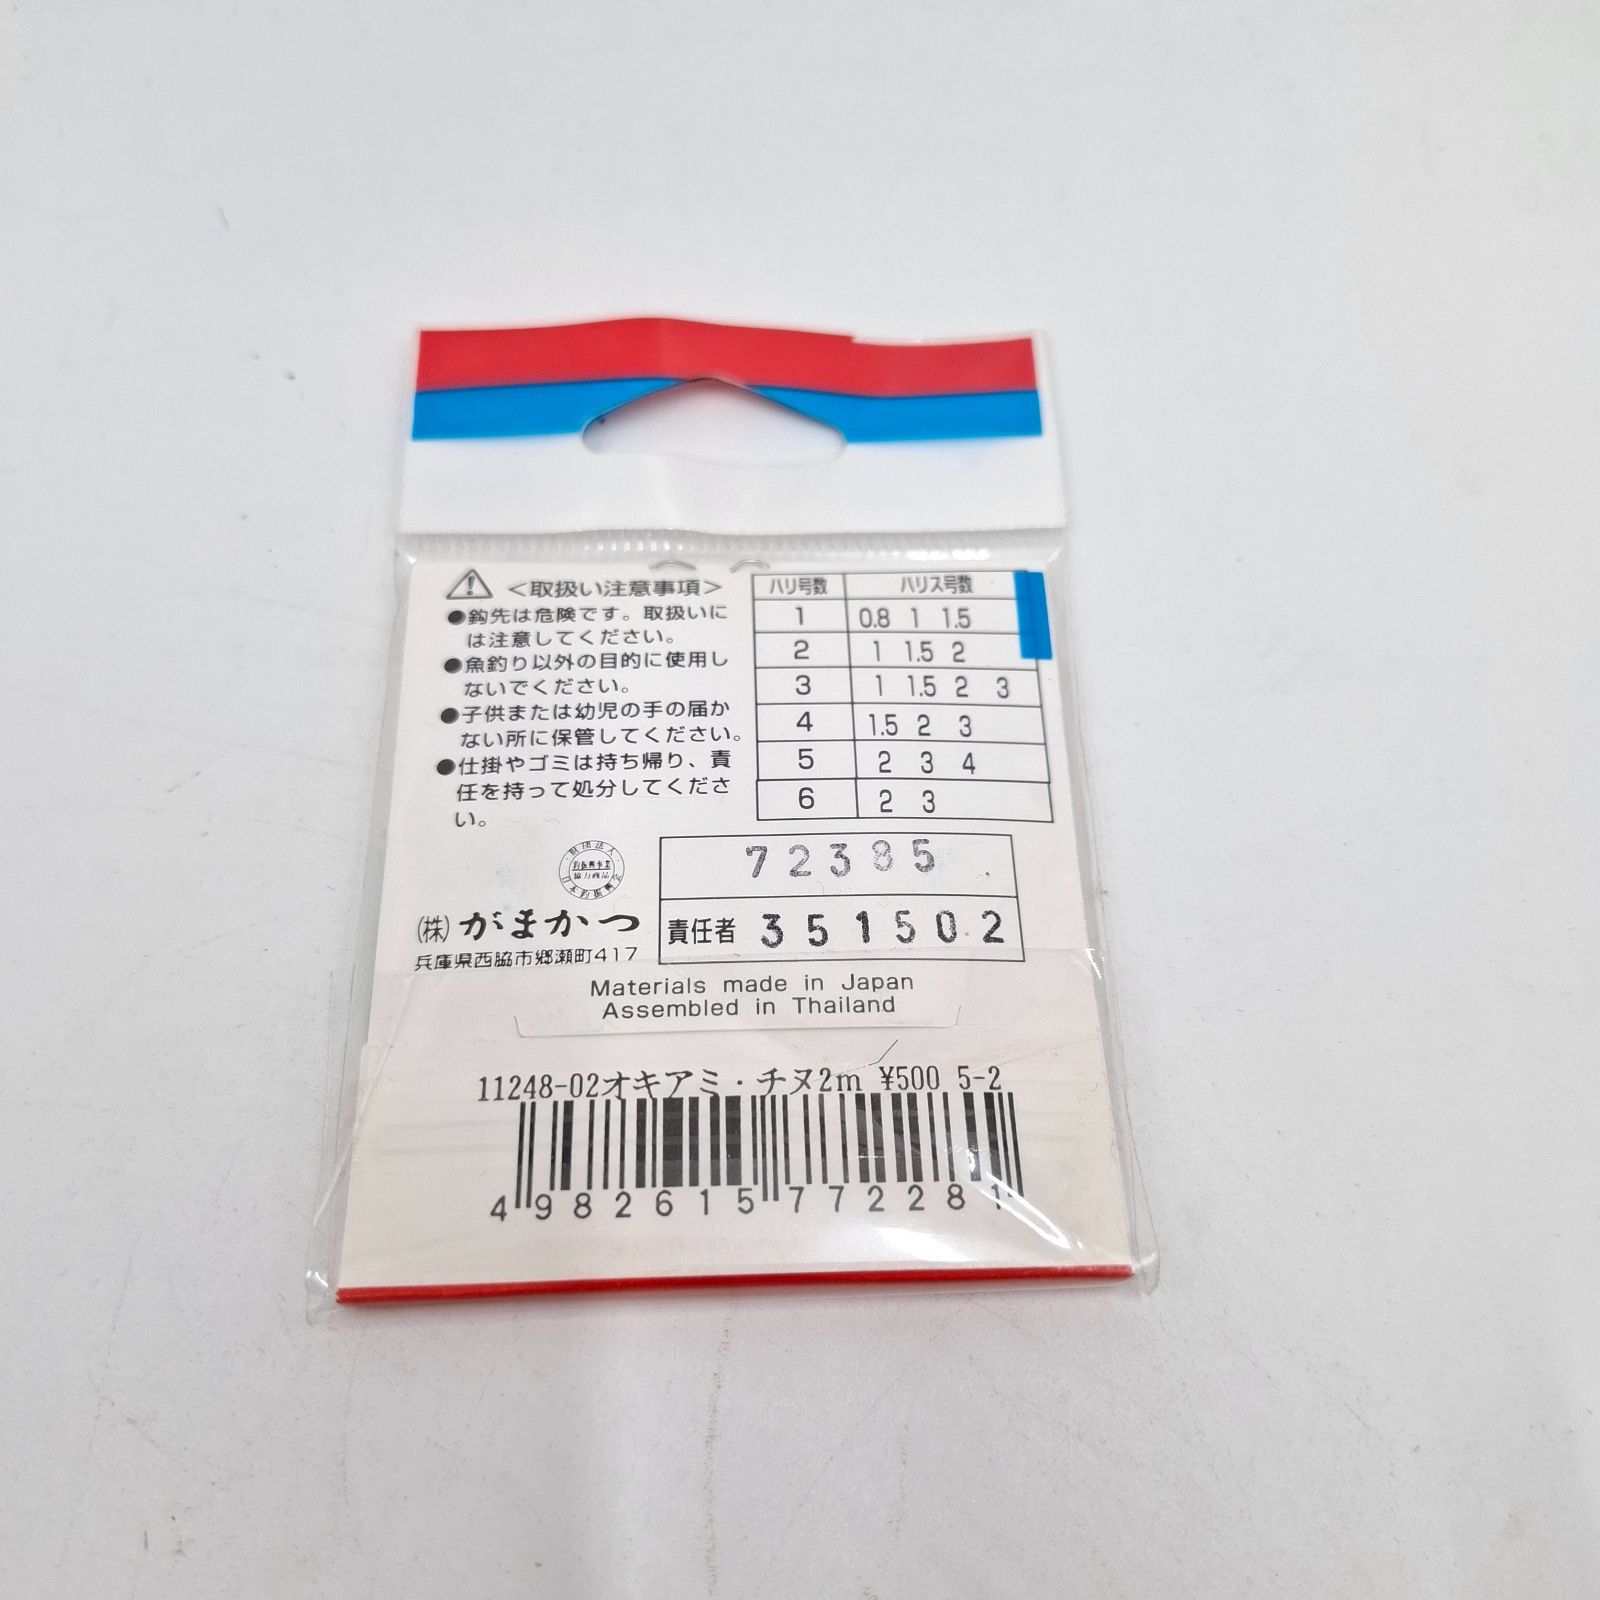 ⚠ <取扱い注意事項>
●鈎先は危険です。取扱いに
は注意してください。
●魚釣り以外の目的に使用し
ないでください。
●子供または幼児の手の届か
ない所に保管してください。
●仕掛やゴミは持ち帰り、責
任を持って処分してくださ
い。
ハリ号数 ハリス号数
1 0.8 1 1.5
2 1 1.5 2
3 1 1.5 2 3
4 1.5 2 3
5 2 3 4
6 2 3
財団法人
協力商品
72385
責任者 351502
(株) がまかつ
兵庫県西脇市郷瀬町417
Materials made in Japan
Assembled in Thailand
11248-02オキアミ・チヌ2m ¥500 5-2
4982615772281